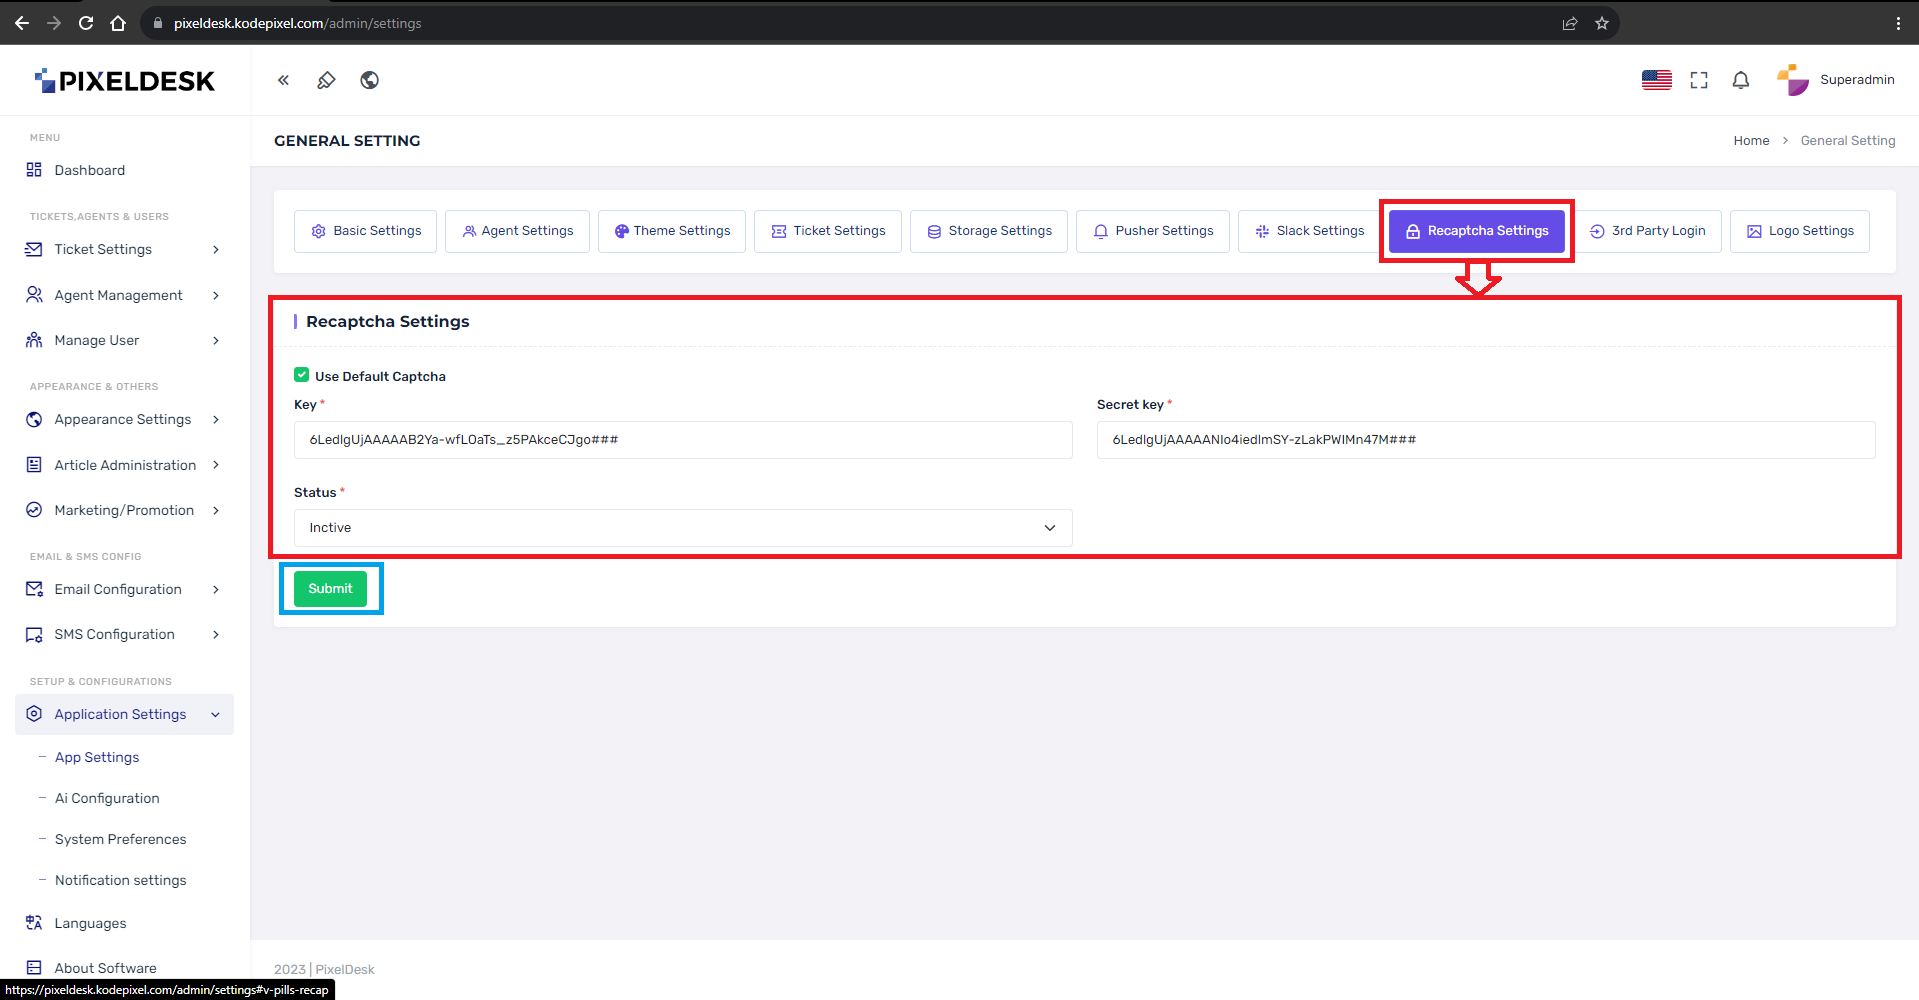 pixeldesk.kodepixel.com/admin/settings
PIXELDESK
Superadmin
MENU
Dashboard
TICKETS,AGENTS & USERS
Ticket Settings
Agent Management
Manage User
APPEARANCE & OTHERS
Appearance Settings
Article Administration
Marketing/Promotion
EMAIL & SMS CONFIG
Email Configuration
SMS Configuration
SETUP & CONFIGURATIONS
Application Settings
App Settings
Ai Configuration
System Preferences
Notification settings
Languages
About Software
GENERAL SETTING
Home > General Setting
Basic Settings
Agent Settings
Theme Settings
Ticket Settings
Storage Settings
Pusher Settings
Slack Settings
Recaptcha Settings
3rd Party Login
Logo Settings
Recaptcha Settings
Use Default Captcha
Key *
6LedIgUjAAAAAB2Ya-wfLOaTs_z5PAkceCJgo###
Secret key *
6LedIgUjAAAAANIo4iedImSY-zLakPWIMn47M###
Status *
Inctive
Submit
2023 | PixelDesk
https://pixeldesk.kodepixel.com/admin/settings#v-pills-recap